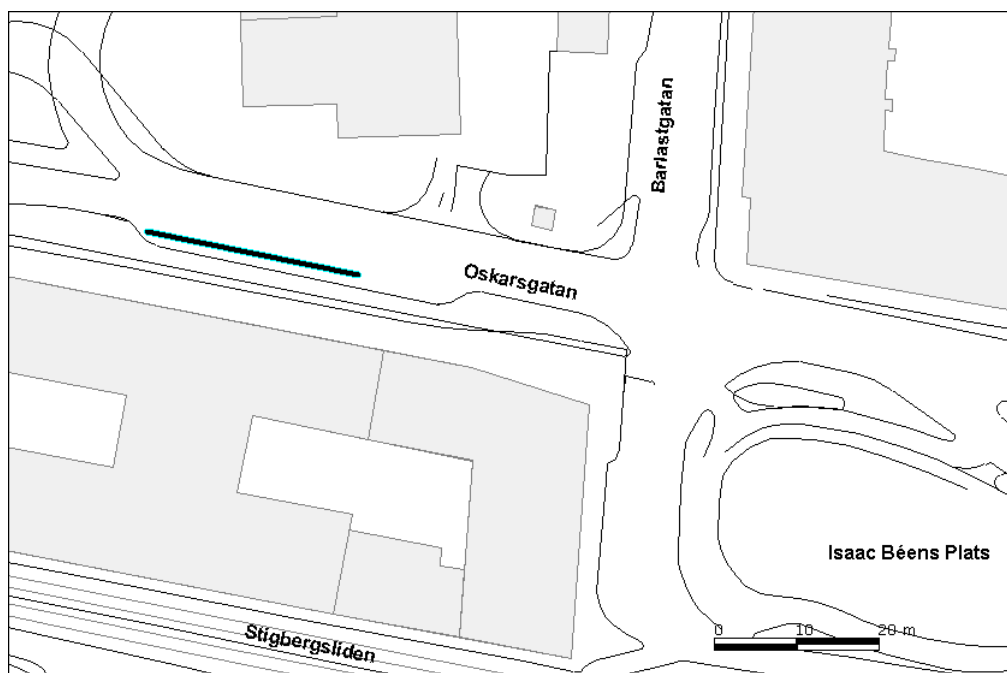 Barlastgatan
Oskarsgatan
Isaac Béens Plats
Stigbergsliden
0 10 20 m